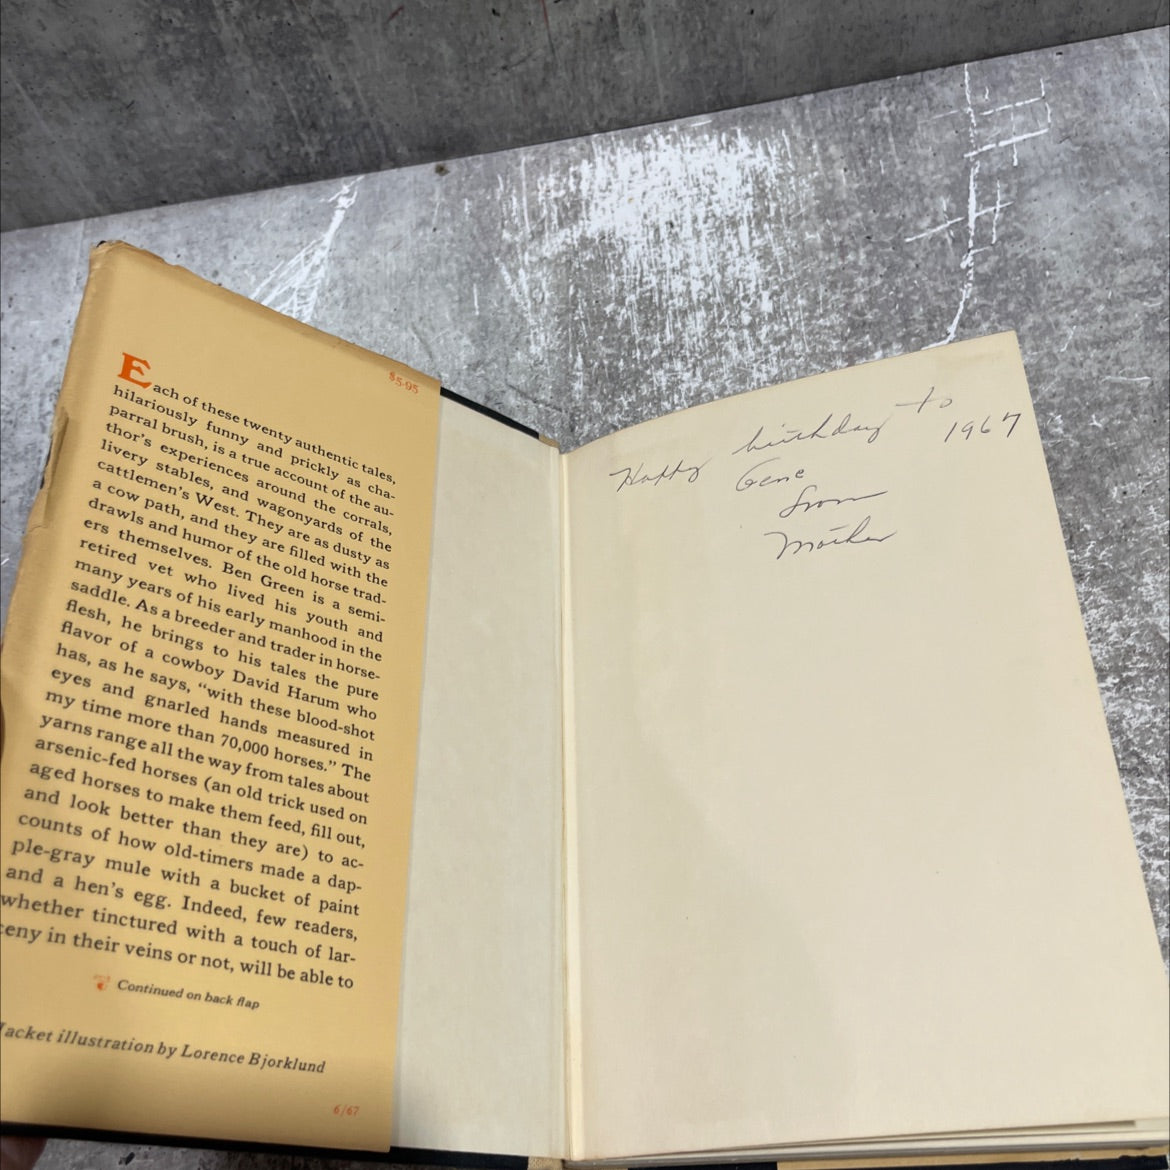 $5.95
Each of these twenty authentic tales,
hilariously funny and prickly as cha-
parral brush, is a true account of the au-
thor's experiences around the corrals,
livery stables, and wagonyards of the
cattlemen's West. They are as dusty as
a cow path, and they are filled with the
drawls and humor of the old horse trad-
ers themselves. Ben Green is a semi-
retired vet who lived his youth and
many years of his early manhood in the
saddle. As a breeder and trader in horse-
flesh, he brings to his tales the pure
flavor of a cowboy David Harum who
has, as he says, “with these blood-shot
eyes and gnarled hands measured in
my time more than 70,000 horses.” The
yarns range all the way from tales about
arsenic-fed horses (an old trick used on
aged horses to make them feed, fill out,
and look better than they are) to ac-
counts of how old-timers made a dap-
ple-gray mule with a bucket of paint
and a hen's egg. Indeed, few readers,
whether tinctured with a touch of lar-
ceny in their veins or not, will be able to
Continued on back flap
Jacket illustration by Lorence Bjorklund
6/67
Happy birthday to
Gene 1967
from
Mother